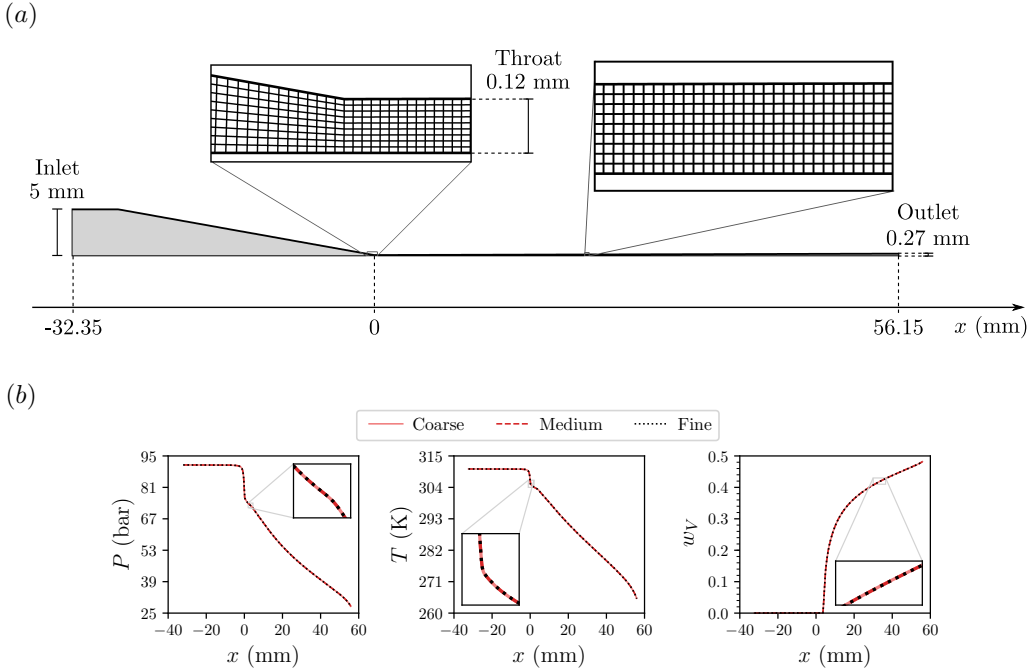 (a)
Throat
0.12 mm
Inlet
5 mm
Outlet
0.27 mm
-32.35
0
56.15
x (mm)
(b)
Coarse
Medium
Fine
P (bar)
95
81
67
53
39
25
−40
−20
0
20
40
60
x (mm)
T (K)
315
304
293
282
271
260
−40
−20
0
20
40
60
x (mm)
w_V
0.5
0.4
0.3
0.2
0.1
0.0
−40
−20
0
20
40
60
x (mm)